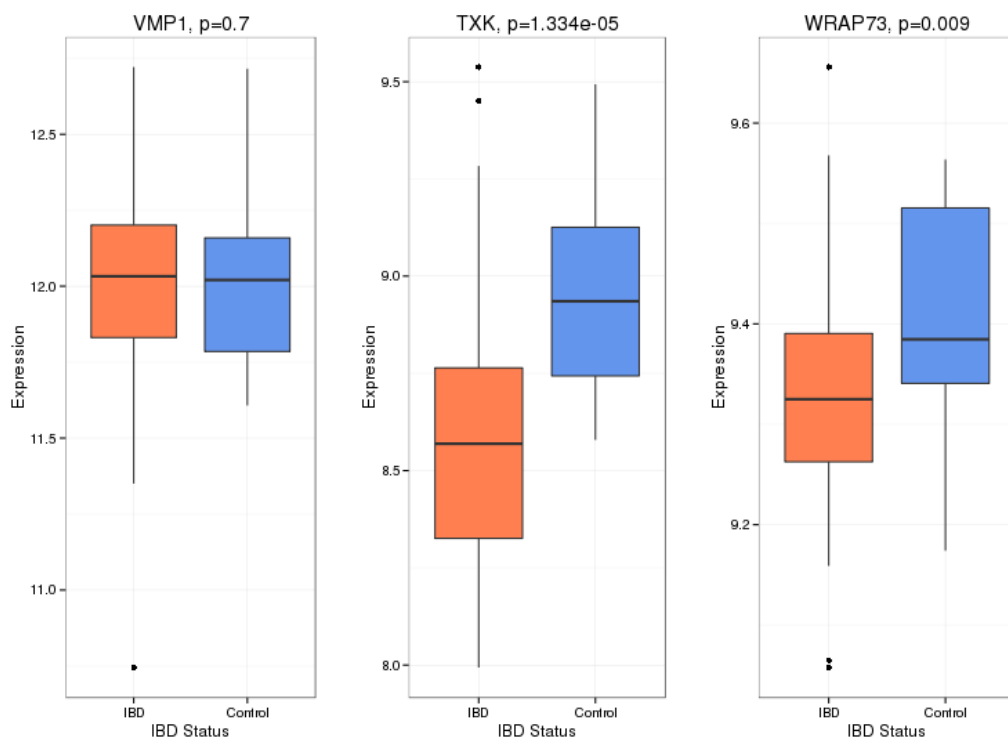 VMP1, p=0.7
Expression
12.5
12.0
11.5
11.0
IBD
Control
IBD Status
TXK, p=1.334e-05
Expression
9.5
9.0
8.5
8.0
IBD
Control
IBD Status
WRAP73, p=0.009
Expression
9.6
9.4
9.2
IBD
Control
IBD Status